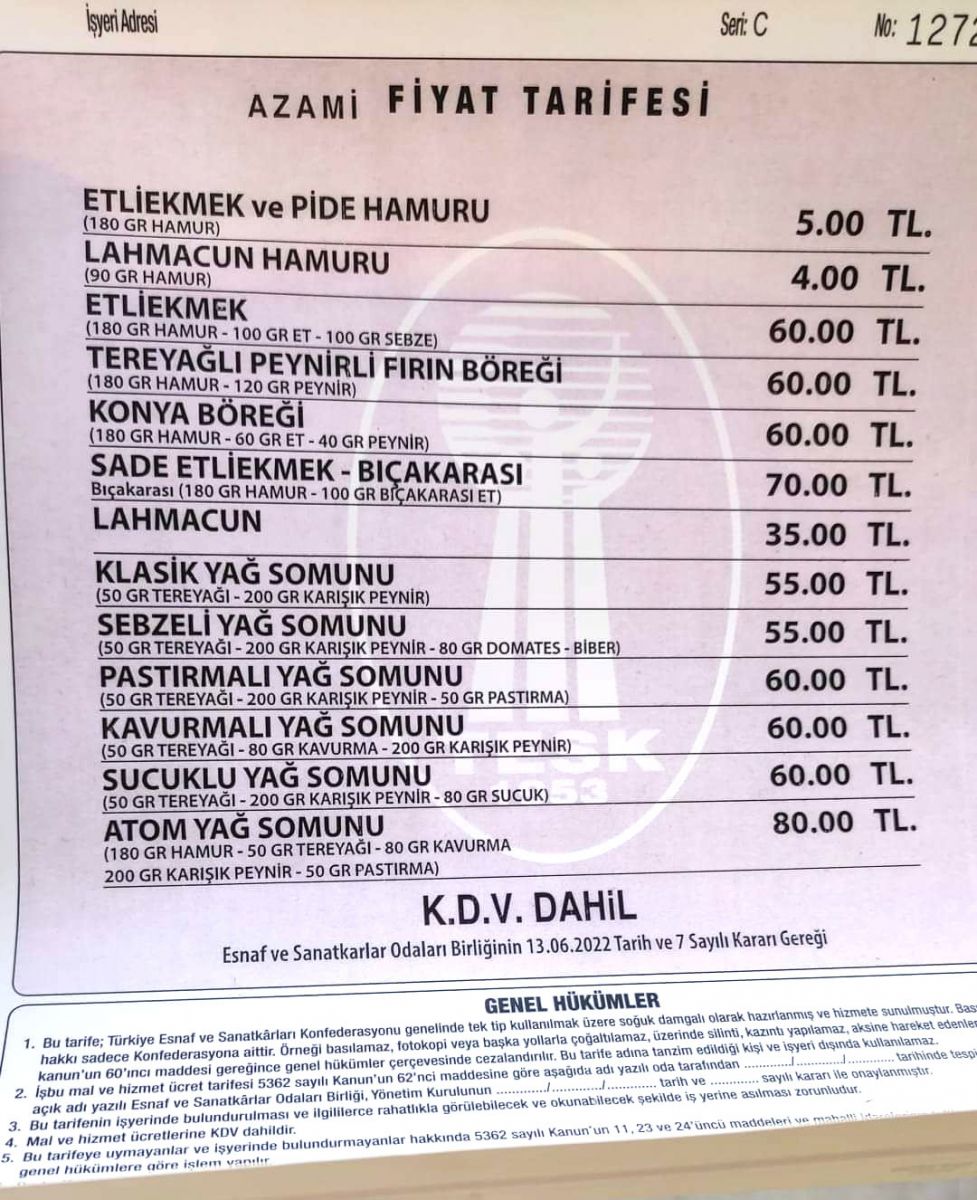 İşyeri Adresi
Seri: C
No: 1272
AZAMİ FİYAT TARİFESİ
ETLİEKMEK ve PİDE HAMURU 5.00 TL.
(180 GR HAMUR)
LAHMACUN HAMURU 4.00 TL.
(90 GR HAMUR)
ETLİEKMEK 60.00 TL.
(180 GR HAMUR - 100 GR ET - 100 GR SEBZE)
TEREYAĞLI PEYNİRLİ FIRIN BÖREĞİ 60.00 TL.
(180 GR HAMUR - 120 GR PEYNİR)
KONYA BÖREĞİ 60.00 TL.
(180 GR HAMUR - 60 GR ET - 40 GR PEYNİR)
SADE ETLİEKMEK - BIÇAKARASI 70.00 TL.
Bıçakarası (180 GR HAMUR - 100 GR BIÇAKARASI ET)
LAHMACUN 35.00 TL.
KLASİK YAĞ SOMUNU 55.00 TL.
(50 GR TEREYAĞI - 200 GR KARIŞIK PEYNİR)
SEBZELİ YAĞ SOMUNU 55.00 TL.
(50 GR TEREYAĞI - 200 GR KARIŞIK PEYNİR - 80 GR DOMATES - BİBER)
PASTIRMALI YAĞ SOMUNU 60.00 TL.
(50 GR TEREYAĞI - 200 GR KARIŞIK PEYNİR - 50 GR PASTIRMA)
KAVURMALI YAĞ SOMUNU 60.00 TL.
(50 GR TEREYAĞI - 80 GR KAVURMA - 200 GR KARIŞIK PEYNİR)
TESK
SUCUKLU YAĞ SOMUNU 60.00 TL.
(50 GR TEREYAĞI - 200 GR KARIŞIK PEYNİR - 80 GR SUCUK)
ATOM YAĞ SOMUNU 80.00 TL.
(180 GR HAMUR - 50 GR TEREYAĞI - 80 GR KAVURMA
200 GR KARIŞIK PEYNİR - 50 GR PASTIRMA)
K.D.V. DAHİL
Esnaf ve Sanatkarlar Odaları Birliğinin 13.06.2022 Tarih ve 7 Sayılı Kararı Gereği
GENEL HÜKÜMLER
1. Bu tarife; Türkiye Esnaf ve Sanatkârları Konfederasyonu genelinde tek tip kullanılmak üzere soğuk damgalı olarak hazırlanmış ve hizmete sunulmuştur.
hakkı sadece Konfederasyona aittir. Örneği basılamaz, fotokopi veya başka yollarla çoğaltılamaz, üzerinde silinti, kazıntı yapılamaz, aksine hareket edenler
kanun'un 60'ıncı maddesi gereğince genel hükümler çerçevesinde cezalandırılır. Bu tarife adına tanzim edildiği kişi ve işyeri dışında kullanılamaz.
2. İşbu mal ve hizmet ücret tarifesi 5362 sayılı Kanun'un 62'nci maddesine göre aşağıda adı yazılı oda tarafından ........../........../.......... tarihinde
açık adı yazılı Esnaf ve Sanatkârlar Odaları Birliği, Yönetim Kurulunun ........../........../.......... tarih ve .......... sayılı kararı ile onaylanmıştır.
3. Bu tarifenin işyerinde bulundurulması ve ilgililerce rahatlıkla görülebilecek ve okunabilecek şekilde iş yerine asılması zorunludur.
4. Mal ve hizmet ücretlerine KDV dahildir.
5. Bu tarifeye uymayanlar ve işyerinde bulundurmayanlar hakkında 5362 sayılı Kanun'un 11, 23 ve 24'üncü maddeleri ve
genel hükümlere göre işlem yapılır.